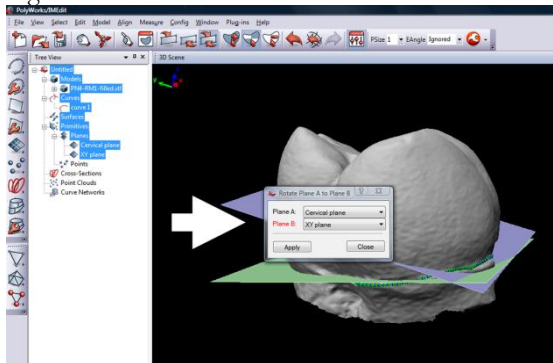 PolyWorks/IMEdit
File View Select Edit Model Align Measure Config Window Plug-ins Help
PSize 1 EAngle Ignored
Tree View
3D Scene
Untitled
Models
Curves
curve 1
Surfaces
Primitives
Planes
Cervical plane
XY plane
Points
Cross-Sections
Point Clouds
Curve Networks
Rotate Plane A to Plane B
Plane A: Cervical plane
Plane B: XY plane
Apply Close